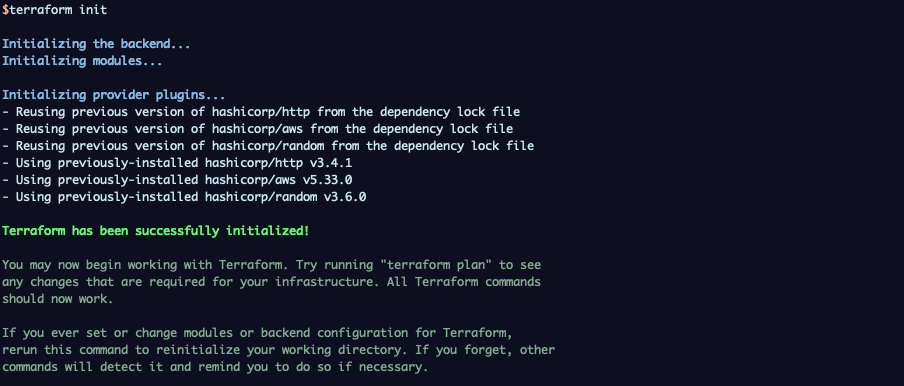 $terraform init
Initializing the backend...
Initializing modules...
Initializing provider plugins...
- Reusing previous version of hashicorp/http from the dependency lock file
- Reusing previous version of hashicorp/aws from the dependency lock file
- Reusing previous version of hashicorp/random from the dependency lock file
- Using previously-installed hashicorp/http v3.4.1
- Using previously-installed hashicorp/aws v5.33.0
- Using previously-installed hashicorp/random v3.6.0
Terraform has been successfully initialized!
You may now begin working with Terraform. Try running "terraform plan" to see
any changes that are required for your infrastructure. All Terraform commands
should now work.
If you ever set or change modules or backend configuration for Terraform,
rerun this command to reinitialize your working directory. If you forget, other
commands will detect it and remind you to do so if necessary.